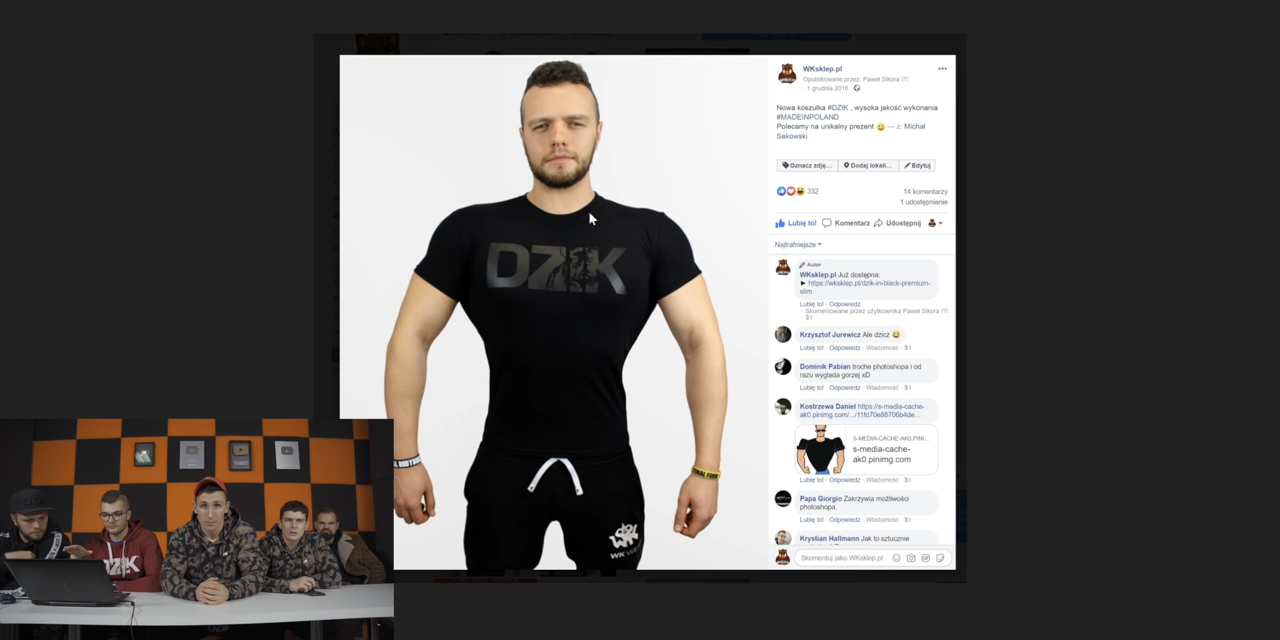 WKsklep.pl
Opublikowane przez: Paweł Sikora [?]
· 1 grudnia 2016 ·
Nowa koszulka #DZIK , wysoka jakość wykonania
#MADEINPOLAND
Polecamy na unikalny prezent — z: Michał
Sakowski
Oznacz zdję...
Dodaj lokali...
Edytuj
332
14 komentarzy
1 udostępnienie
Lubię to!
Komentarz
Udostępnij
Najtrafniejsze
Autor
WKsklep.pl Już dostępna:
► https://wksklep.pl/dzik-in-black-premium-
slim
Lubię to! · Odpowiedz
· Skomentowane przez użytkownika Paweł Sikora [?]
3 l
Krzysztof Jurewicz Ale dzicz
Lubię to! · Odpowiedz · Wiadomość · 3 l
Dominik Pabian troche photoshopa i od
razu wyglada gorzej xD
Lubię to! · Odpowiedz · Wiadomość · 3 l
Kostrzewa Daniel https://s-media-cache-
ak0.pinimg.com/.../11fd70e68706b4de...
S-MEDIA-CACHE-AK0.PINI...
s-media-cache-
ak0.pinimg.com
Lubię to! · Odpowiedz · Wiadomość · 3 l
Papa Giorgio Zakrzywia możliwości
photoshopa.
Lubię to! · Odpowiedz · Wiadomość · 3 l
Krystian Hallmann Jak to sztucznie
Skomentuj jako WKsklep.pl
DZIK
WK
DZIK